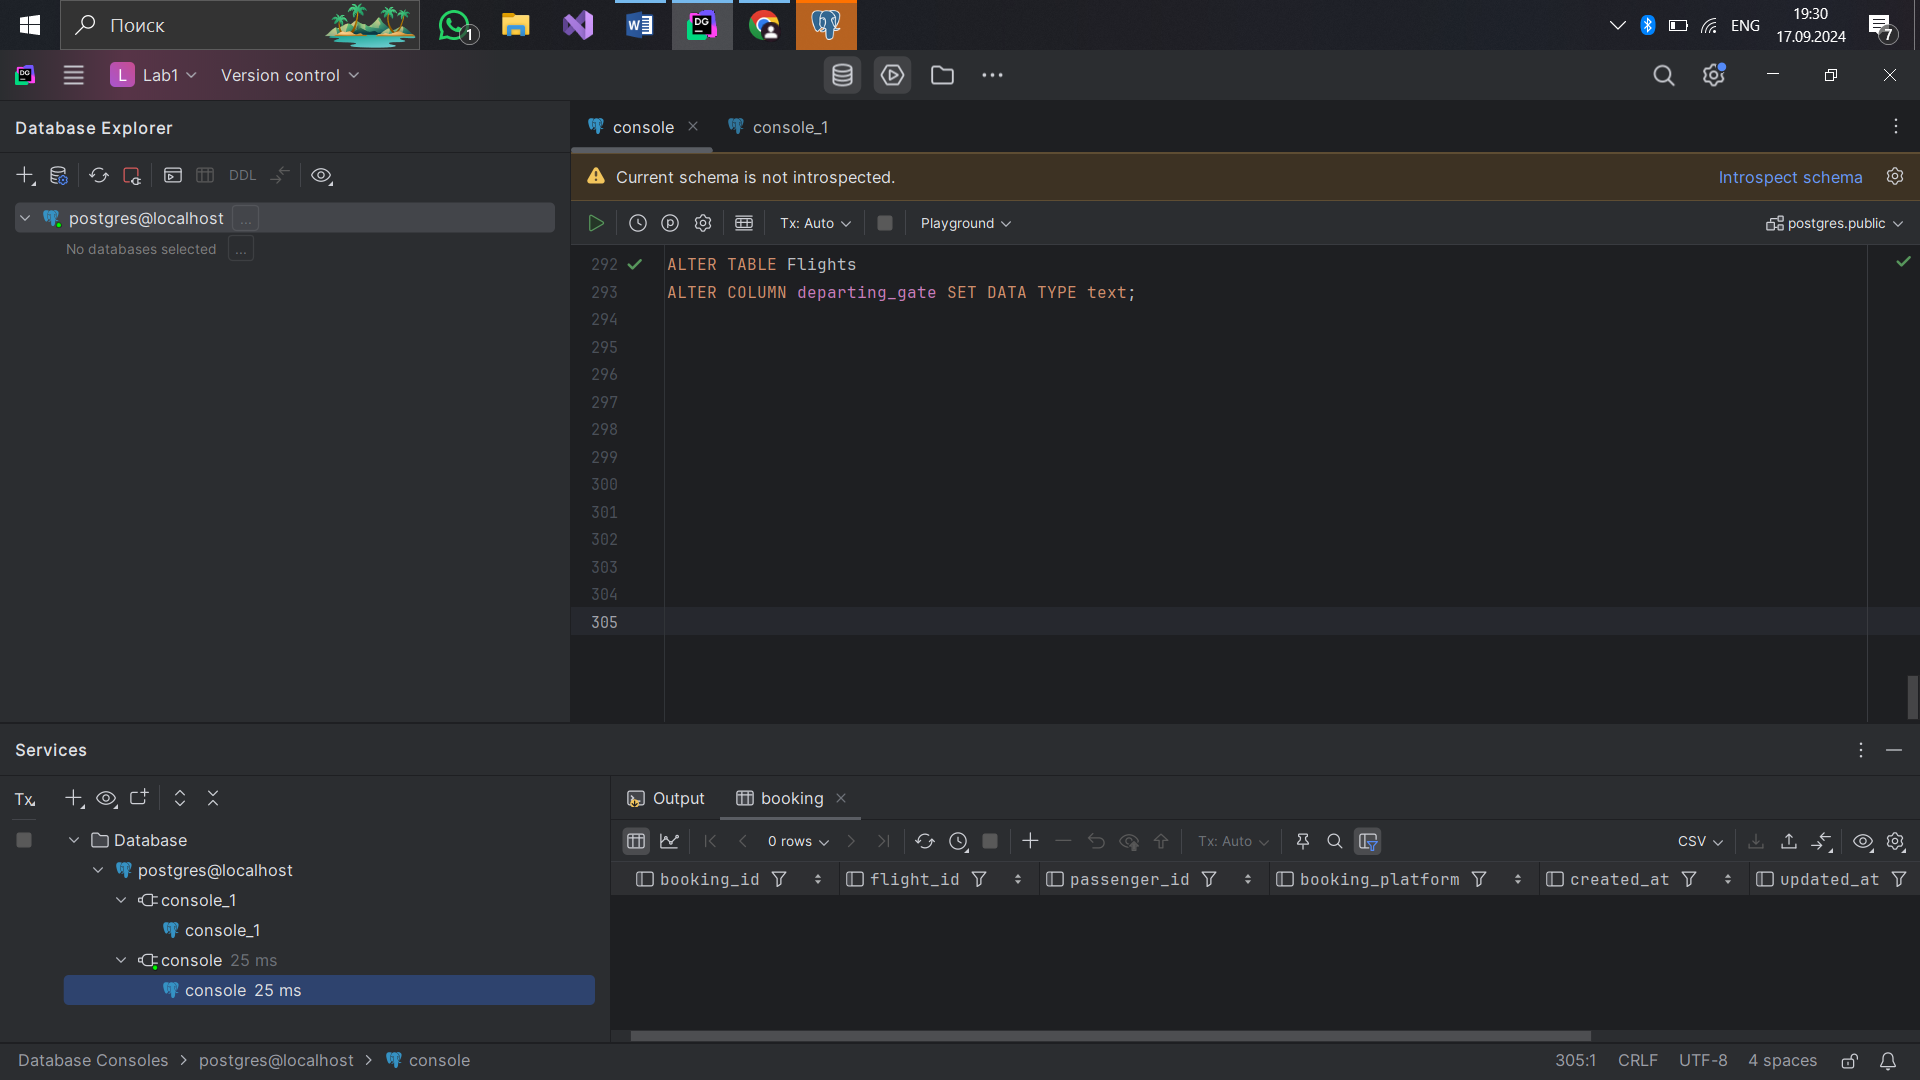 Поиск
1
ENG
19:30
17.09.2024
7
L Lab1
Version control
Database Explorer
DDL
postgres@localhost ...
No databases selected ...
console
console_1
Current schema is not introspected.
Introspect schema
Tx: Auto
Playground
postgres.public
292 ALTER TABLE Flights
293 ALTER COLUMN departing_gate SET DATA TYPE text;
294
295
296
297
298
299
300
301
302
303
304
305
Services
Tx
Database
postgres@localhost
console_1
console_1
console 25 ms
console 25 ms
Output
booking
0 rows
Tx: Auto
CSV
booking_id
flight_id
passenger_id
booking_platform
created_at
updated_at
Database Consoles > postgres@localhost > console
305:1
CRLF
UTF-8
4 spaces